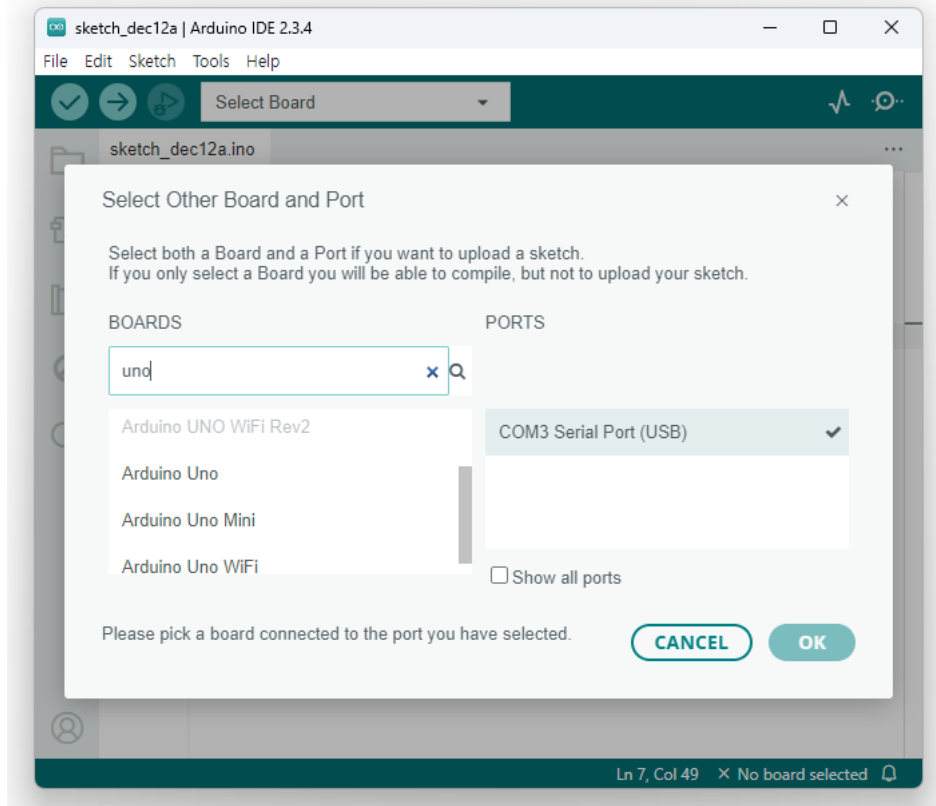 sketch_dec12a | Arduino IDE 2.3.4
File Edit Sketch Tools Help
Select Board
sketch_dec12a.ino
Select Other Board and Port
Select both a Board and a Port if you want to upload a sketch.
If you only select a Board you will be able to compile, but not to upload your sketch.
BOARDS
PORTS
uno
Arduino UNO WiFi Rev2
COM3 Serial Port (USB)
Arduino Uno
Arduino Uno Mini
Arduino Uno WiFi
Show all ports
Please pick a board connected to the port you have selected.
CANCEL
OK
Ln 7, Col 49 No board selected